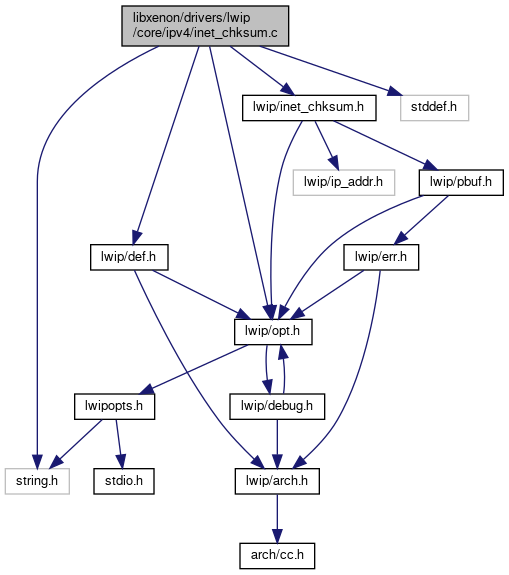 libxenon/drivers/lwip
/core/ipv4/inet_chksum.c
lwip/inet_chksum.h
stddef.h
lwip/ip_addr.h
lwip/pbuf.h
lwip/def.h
lwip/err.h
lwip/opt.h
lwipopts.h
lwip/debug.h
string.h
stdio.h
lwip/arch.h
arch/cc.h